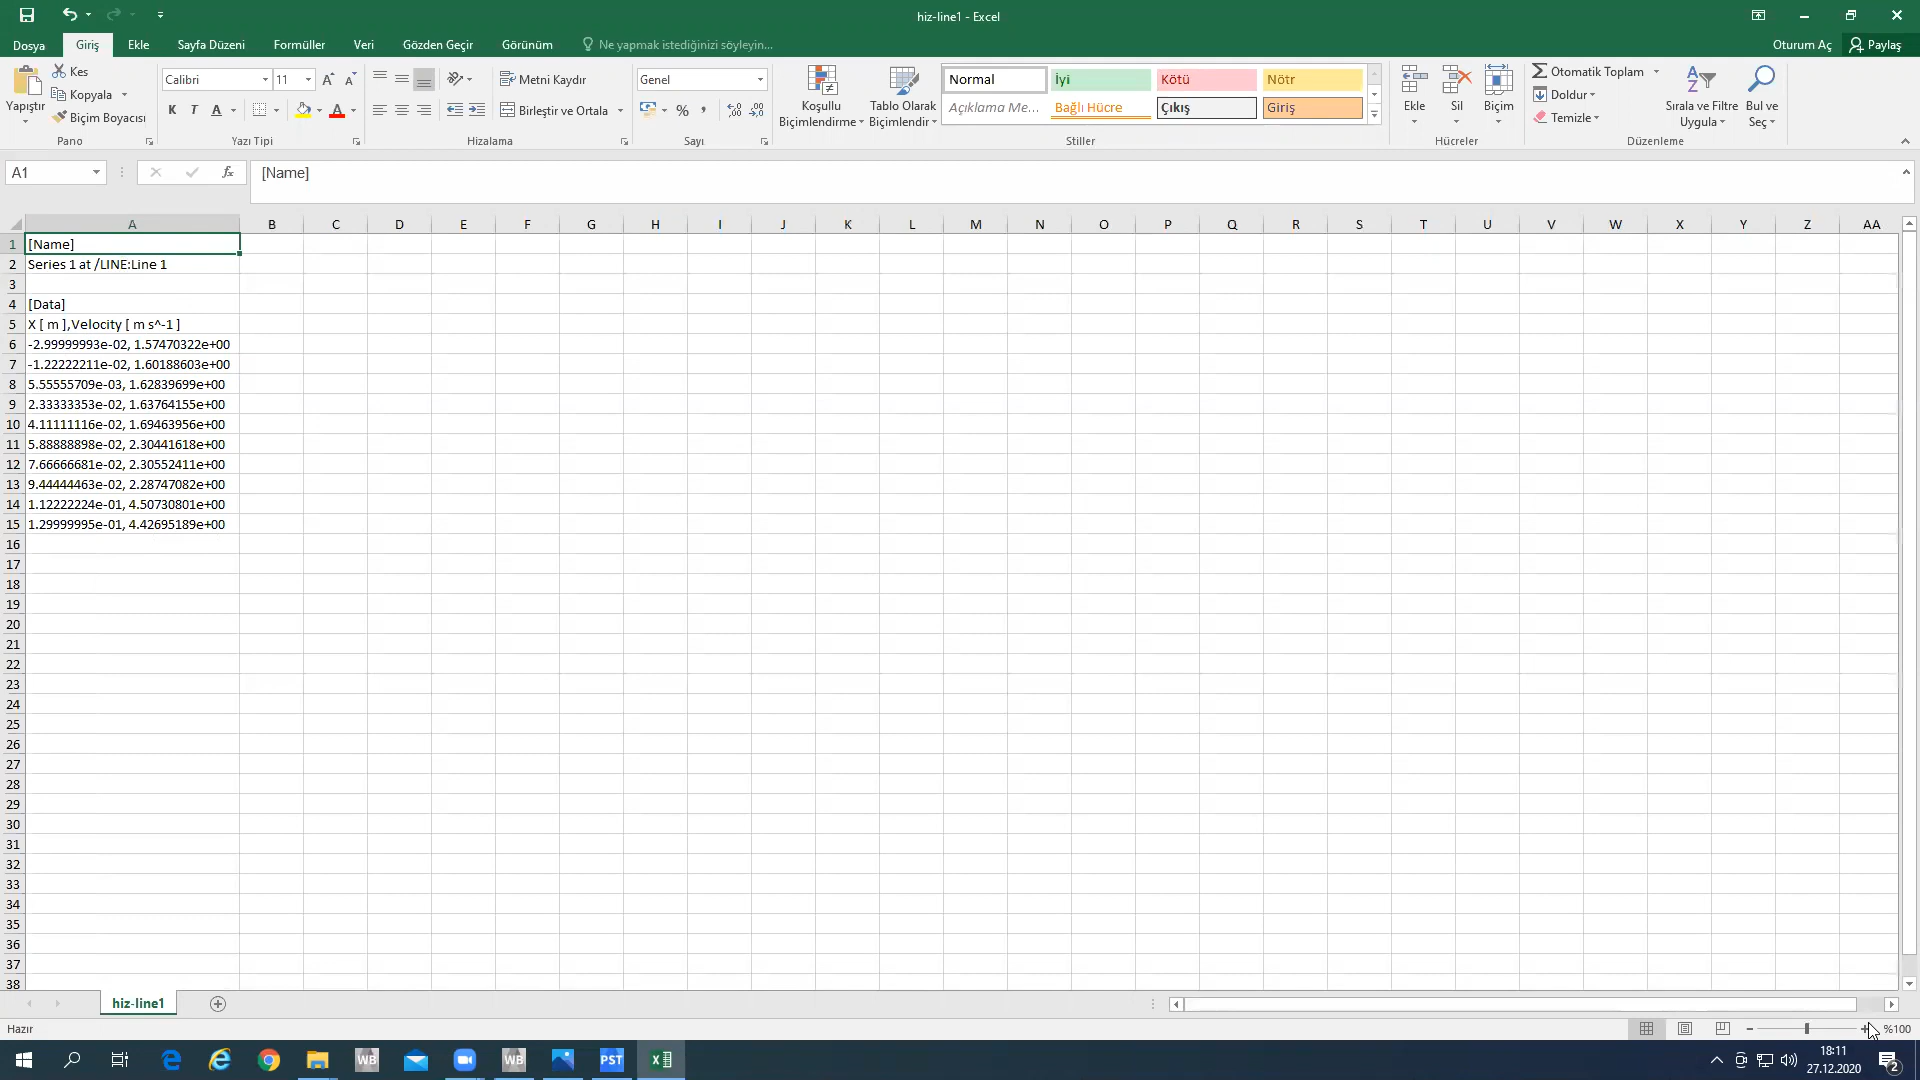 hiz-line1 - Excel
Dosya Giriş Ekle Sayfa Düzeni Formüller Veri Gözden Geçir Görünüm Ne yapmak istediğinizi söyleyin... Oturum Aç Paylaş
Yapıştır
Kes
Kopyala
Biçim Boyacısı
Pano
Calibri 11
K T A
Yazı Tipi
Metni Kaydır
Birleştir ve Ortala
Hizalama
Genel
%
Sayı
Koşullu
Biçimlendirme
Tablo Olarak
Biçimlendir
Normal İyi Kötü Nötr
Açıklama Me... Bağlı Hücre Çıkış Giriş
Stiller
Ekle Sil Biçim
Hücreler
Otomatik Toplam
Doldur
Temizle
Sırala ve Filtre
Uygula
Bul ve
Seç
Düzenleme
A1 fx [Name]
A B C D E F G H I J K L M N O P Q R S T U V W X Y Z AA
1 [Name]
2 Series 1 at /LINE:Line 1
3
4 [Data]
5 X [ m ],Velocity [ m s^-1 ]
6 -2.99999993e-02, 1.57470322e+00
7 -1.22222211e-02, 1.60188603e+00
8 5.55555709e-03, 1.62839699e+00
9 2.33333353e-02, 1.63764155e+00
10 4.11111116e-02, 1.69463956e+00
11 5.88888898e-02, 2.30441618e+00
12 7.66666681e-02, 2.30552411e+00
13 9.44444463e-02, 2.28747082e+00
14 1.12222224e-01, 4.50730801e+00
15 1.29999995e-01, 4.42695189e+00
16
17
18
19
20
21
22
23
24
25
26
27
28
29
30
31
32
33
34
35
36
37
38
hiz-line1
Hazır %100
WB WB PST 18:11
27.12.2020 2